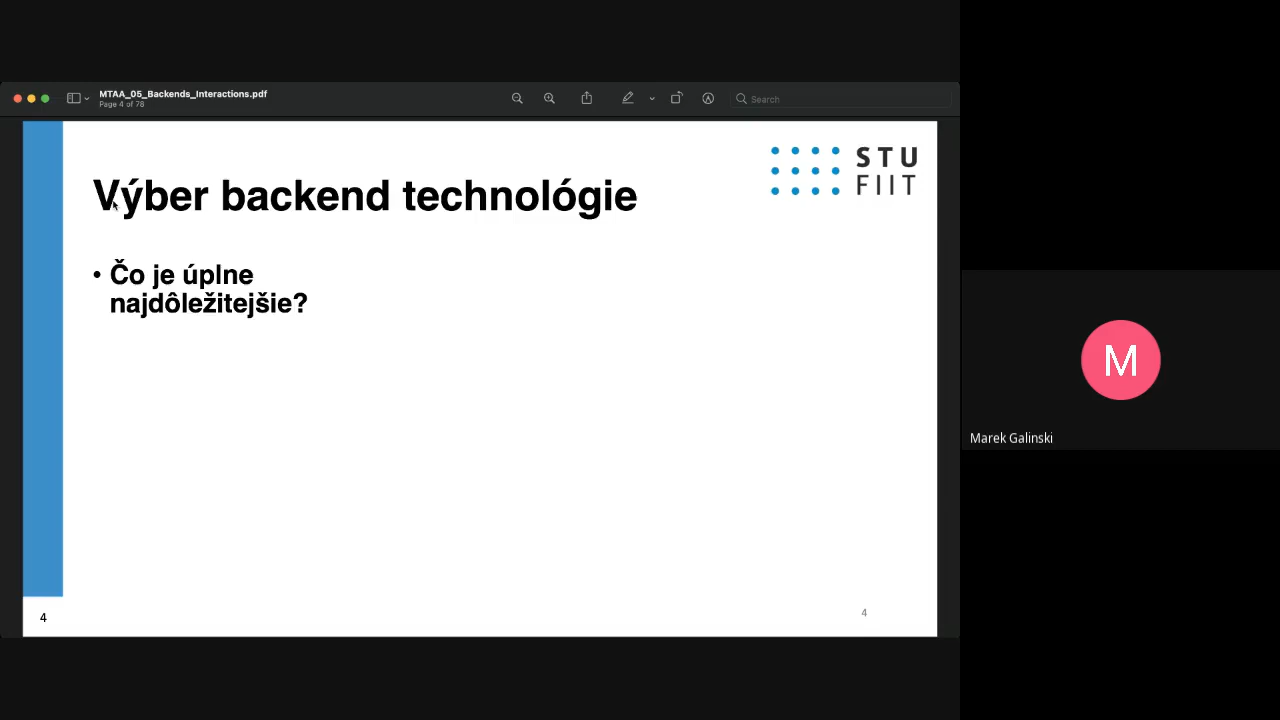 MTAA_05_Backends_Interactions.pdf
Page 4 of 78
Search
STU
FIIT
Výber backend technológie
• Čo je úplne
najdôležitejšie?
4
4
M
Marek Galinski